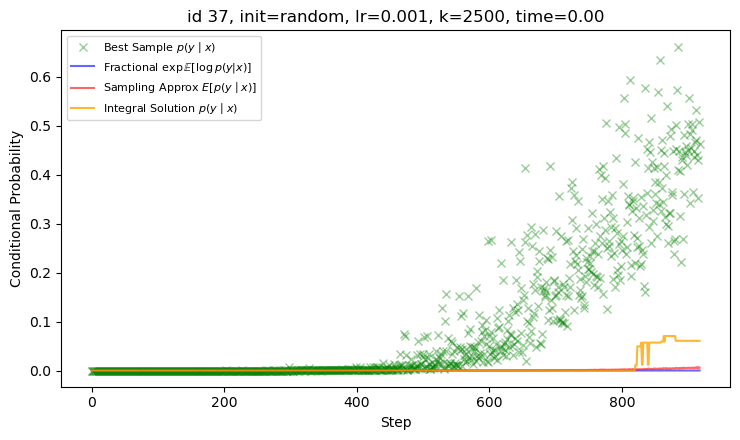 id 37, init=random, lr=0.001, k=2500, time=0.00
Best Sample p(y | x)
Fractional exp𝔼[log p(y|x)]
Sampling Approx E[p(y | x)]
Integral Solution p(y | x)
Conditional Probability
0.6
0.5
0.4
0.3
0.2
0.1
0.0
0 200 400 600 800
Step